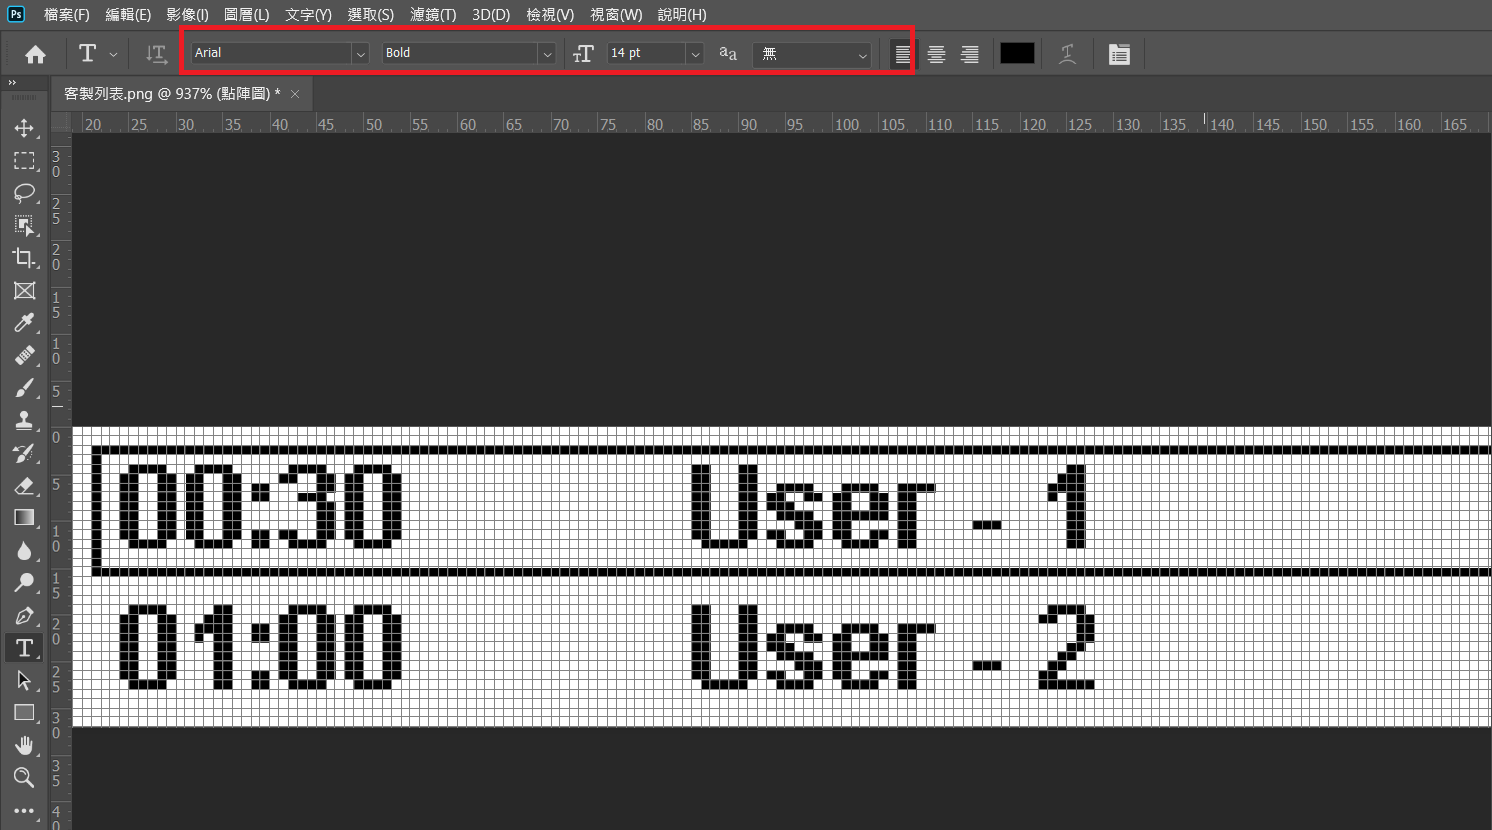 Ps 檔案(F) 編輯(E) 影像(I) 圖層(L) 文字(Y) 選取(S) 濾鏡(T) 3D(D) 檢視(V) 視窗(W) 說明(H)
T Arial Bold 14 pt aa 無
客製列表.png @ 937% (點陣圖) *
20 25 30 35 40 45 50 55 60 65 70 75 80 85 90 95 100 105 110 115 120 125 130 135 140 145 150 155 160 165
30
25
20
15
10
5
0
5
10
15
20
25
30
35
40
00:30 User - 1
01:00 User - 2